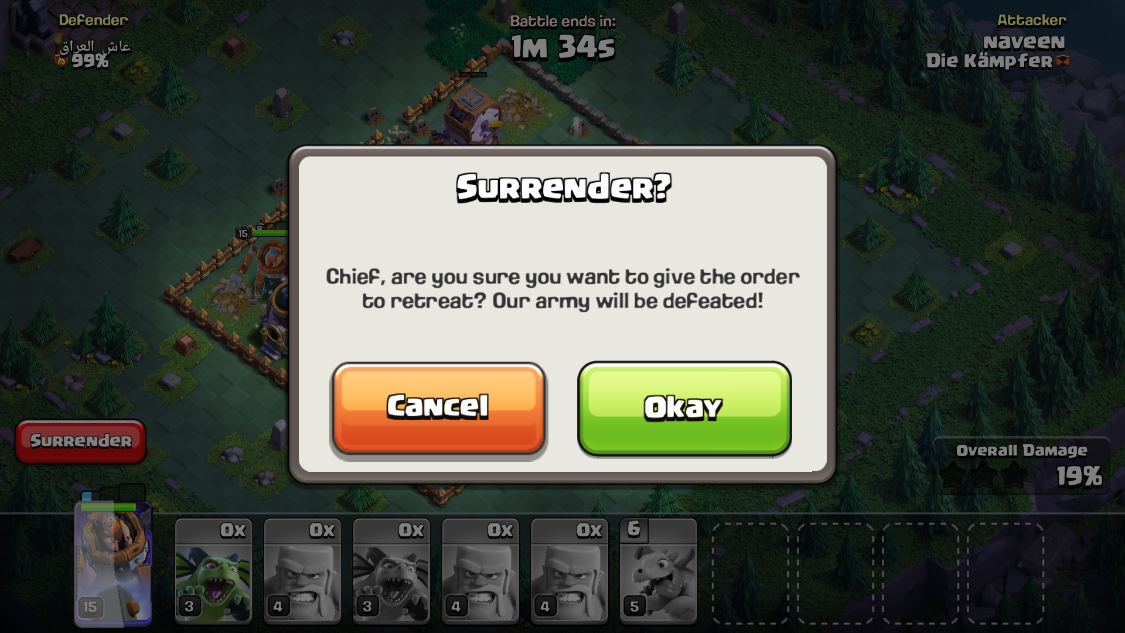 Defender
عاش العراق
99%
Battle ends in:
1m 34s
Attacker
naveen
Die Kämpfer
15
Surrender?
Chief, are you sure you want to give the order
to retreat? Our army will be defeated!
Cancel
Okay
Surrender
Overall Damage
19%
0x
0x
0x
0x
0x
6
15
3
4
3
4
4
5